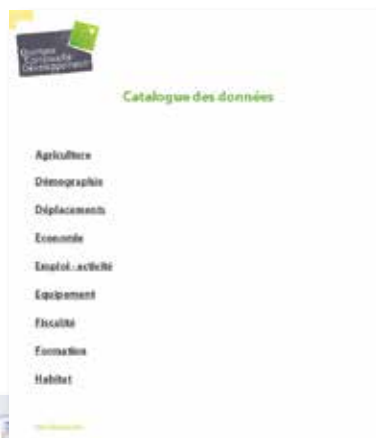 Catalogue des données
Agriculture
Démographie
Déplacements
Economie
Emploi - activité
Equipement
Fiscalité
Formation
Habitat